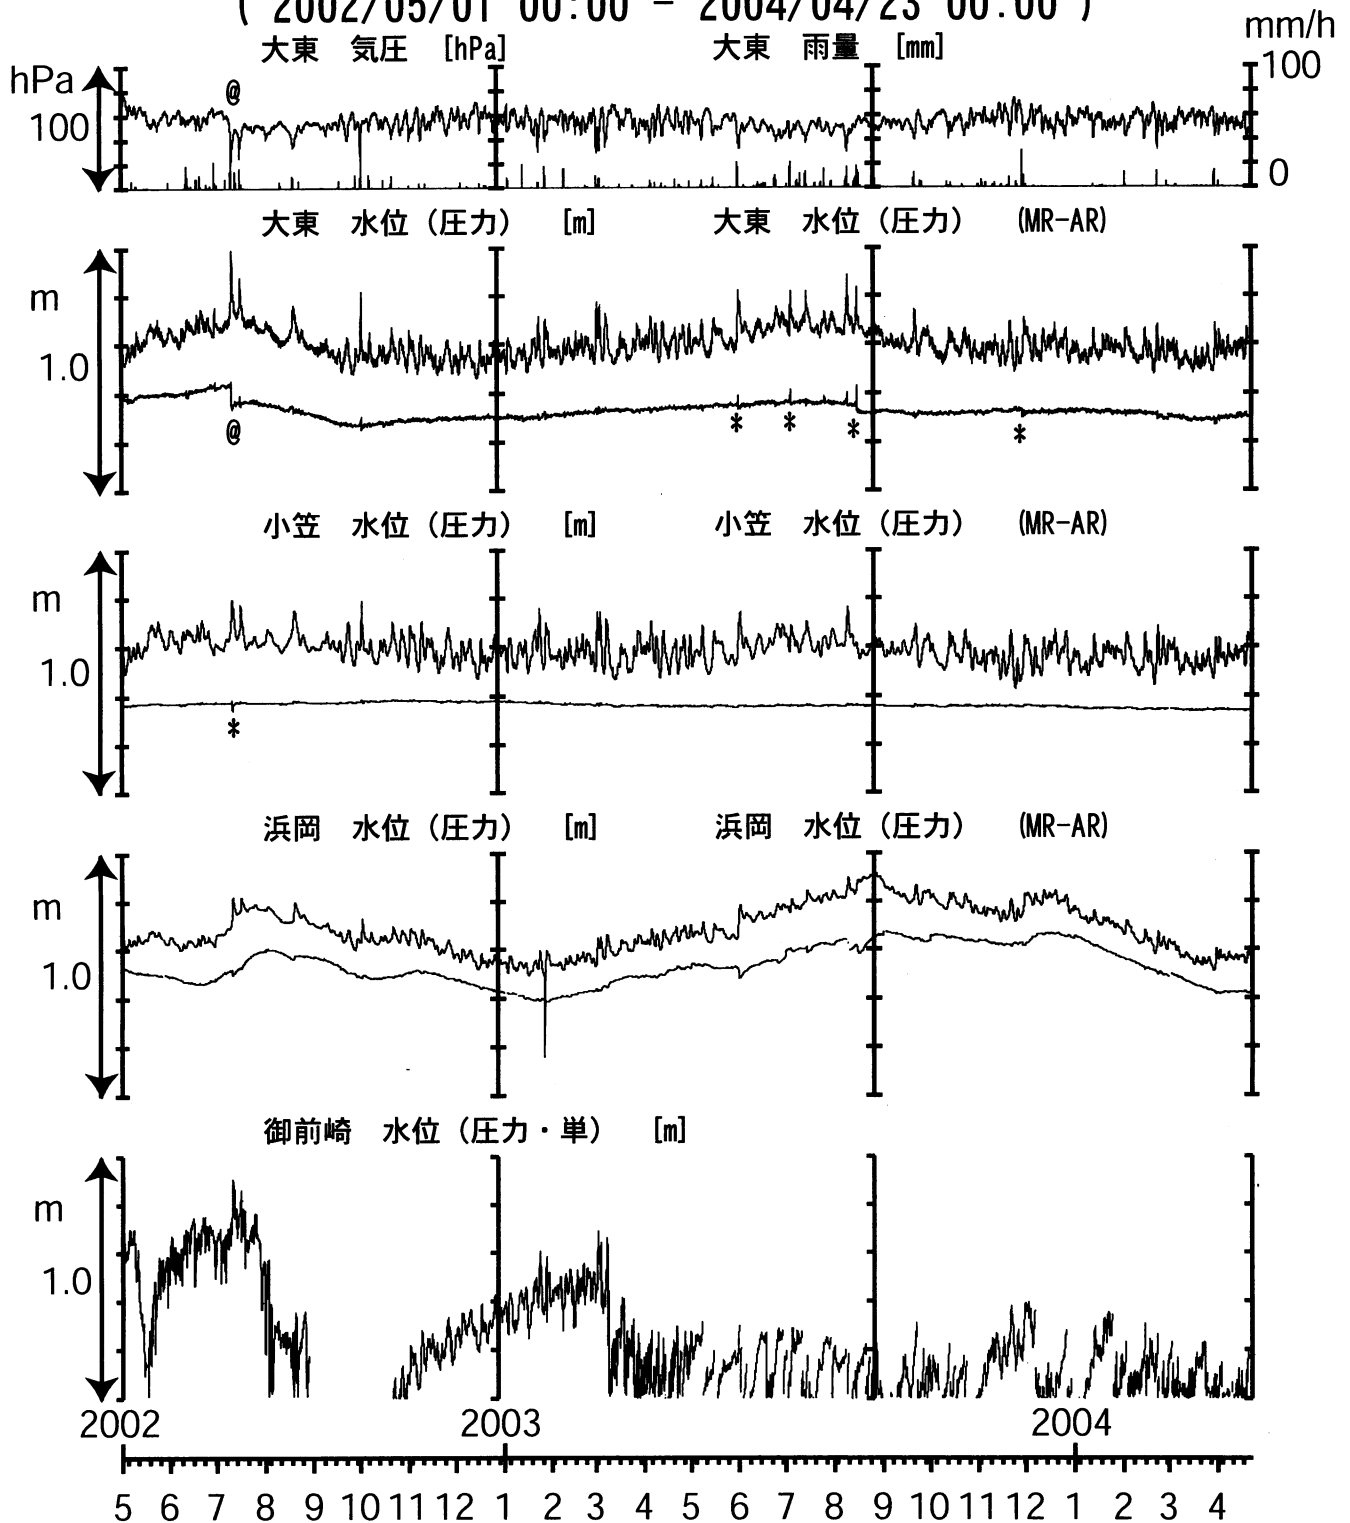 ( 2002/05/01 00:00 - 2004/04/23 00:00 )
大東 気圧 [hPa] 大東 雨量 [mm] mm/h
hPa @ 100
100
0
大東 水位（圧力） [m] 大東 水位（圧力） (MR-AR)
m
1.0
@ * * * *
小笠 水位（圧力） [m] 小笠 水位（圧力） (MR-AR)
m
1.0
*
浜岡 水位（圧力） [m] 浜岡 水位（圧力） (MR-AR)
m
1.0
御前崎 水位（圧力・単） [m]
m
1.0
2002 2003 2004
5 6 7 8 9 10 11 12 1 2 3 4 5 6 7 8 9 10 11 12 1 2 3 4